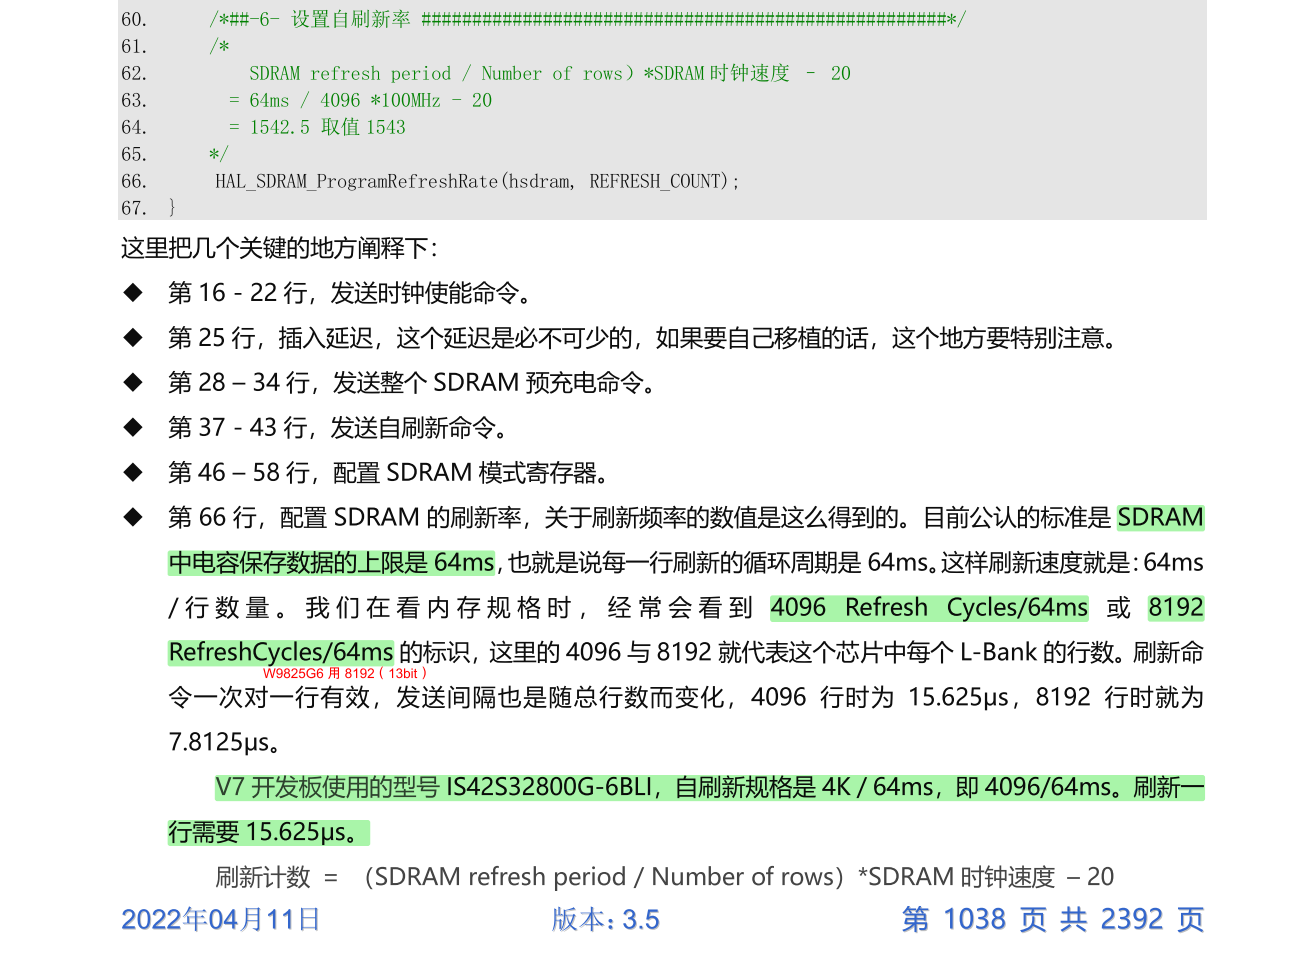 60. /*##-6- 设置自刷新率 ####################################################*/
61. /*
62. SDRAM refresh period / Number of rows）*SDRAM时钟速度 – 20
63. = 64ms / 4096 *100MHz - 20
64. = 1542.5 取值1543
65. */
66. HAL_SDRAM_ProgramRefreshRate(hsdram, REFRESH_COUNT);
67. }
这里把几个关键的地方阐释下：
◆ 第 16 - 22 行，发送时钟使能命令。
◆ 第 25 行，插入延迟，这个延迟是必不可少的，如果要自己移植的话，这个地方要特别注意。
◆ 第 28 – 34 行，发送整个 SDRAM 预充电命令。
◆ 第 37 - 43 行，发送自刷新命令。
◆ 第 46 – 58 行，配置 SDRAM 模式寄存器。
◆ 第 66 行，配置 SDRAM 的刷新率，关于刷新频率的数值是这么得到的。目前公认的标准是 SDRAM
中电容保存数据的上限是 64ms，也就是说每一行刷新的循环周期是 64ms。这样刷新速度就是：64ms
/ 行数量。我们在看内存规格时，经常会看到 4096 Refresh Cycles/64ms 或 8192
RefreshCycles/64ms 的标识，这里的 4096 与 8192 就代表这个芯片中每个 L-Bank 的行数。刷新命
W9825G6 用 8192（13bit）
令一次对一行有效，发送间隔也是随总行数而变化，4096 行时为 15.625μs，8192 行时就为
7.8125μs。
V7 开发板使用的型号 IS42S32800G-6BLI，自刷新规格是 4K / 64ms，即 4096/64ms。刷新一
行需要 15.625μs。
刷新计数 = （SDRAM refresh period / Number of rows）*SDRAM 时钟速度 – 20
2022年04月11日 版本：3.5 第 1038 页 共 2392 页